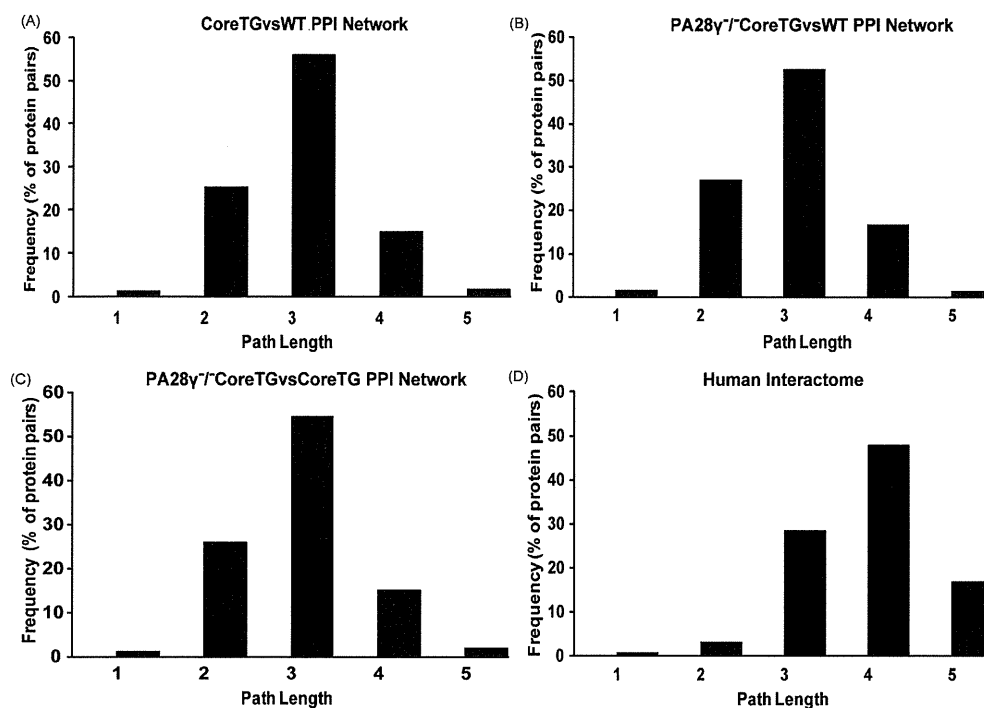 (A)
CoreTGvsWT PPI Network
Frequency (% of protein pairs)
60
50
40
30
20
10
0
1 2 3 4 5
Path Length
(B)
PA28γ⁻/⁻CoreTGvsWT PPI Network
Frequency (% of protein pairs)
60
50
40
30
20
10
0
1 2 3 4 5
Path Length
(C)
PA28γ⁻/⁻CoreTGvsCoreTG PPI Network
Frequency (% of protein pairs)
60
50
40
30
20
10
0
1 2 3 4 5
Path Length
(D)
Human Interactome
Frequency (% of protein pairs)
60
50
40
30
20
10
0
1 2 3 4 5
Path Length